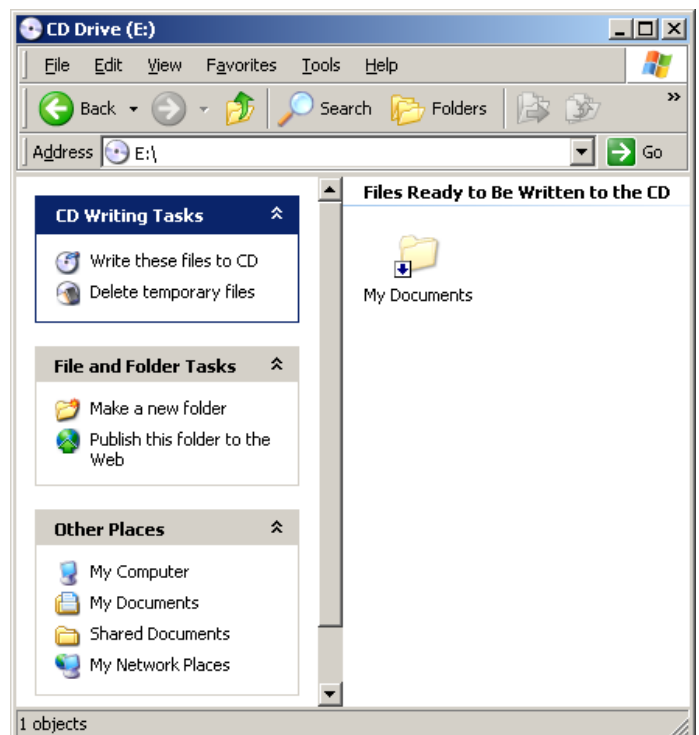 CD Drive (E:)
File Edit View Favorites Tools Help
Back Search Folders »
Address E:\ Go
CD Writing Tasks
Write these files to CD
Delete temporary files
File and Folder Tasks
Make a new folder
Publish this folder to the
Web
Other Places
My Computer
My Documents
Shared Documents
My Network Places
Files Ready to Be Written to the CD
My Documents
1 objects